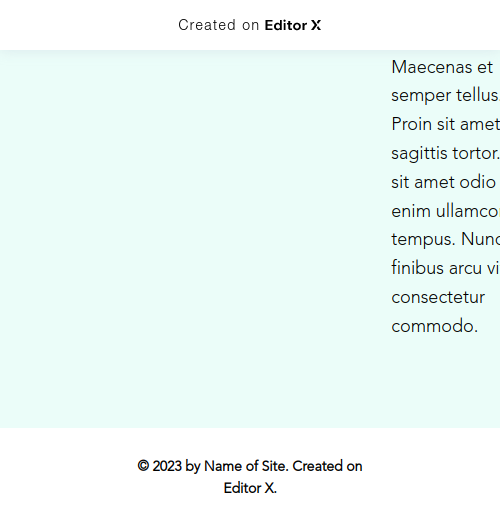 Created on Editor X
Maecenas et
semper tellus
Proin sit amet
sagittis tortor.
sit amet odio
enim ullamco
tempus. Nunc
finibus arcu vi
consectetur
commodo.
© 2023 by Name of Site. Created on
Editor X.